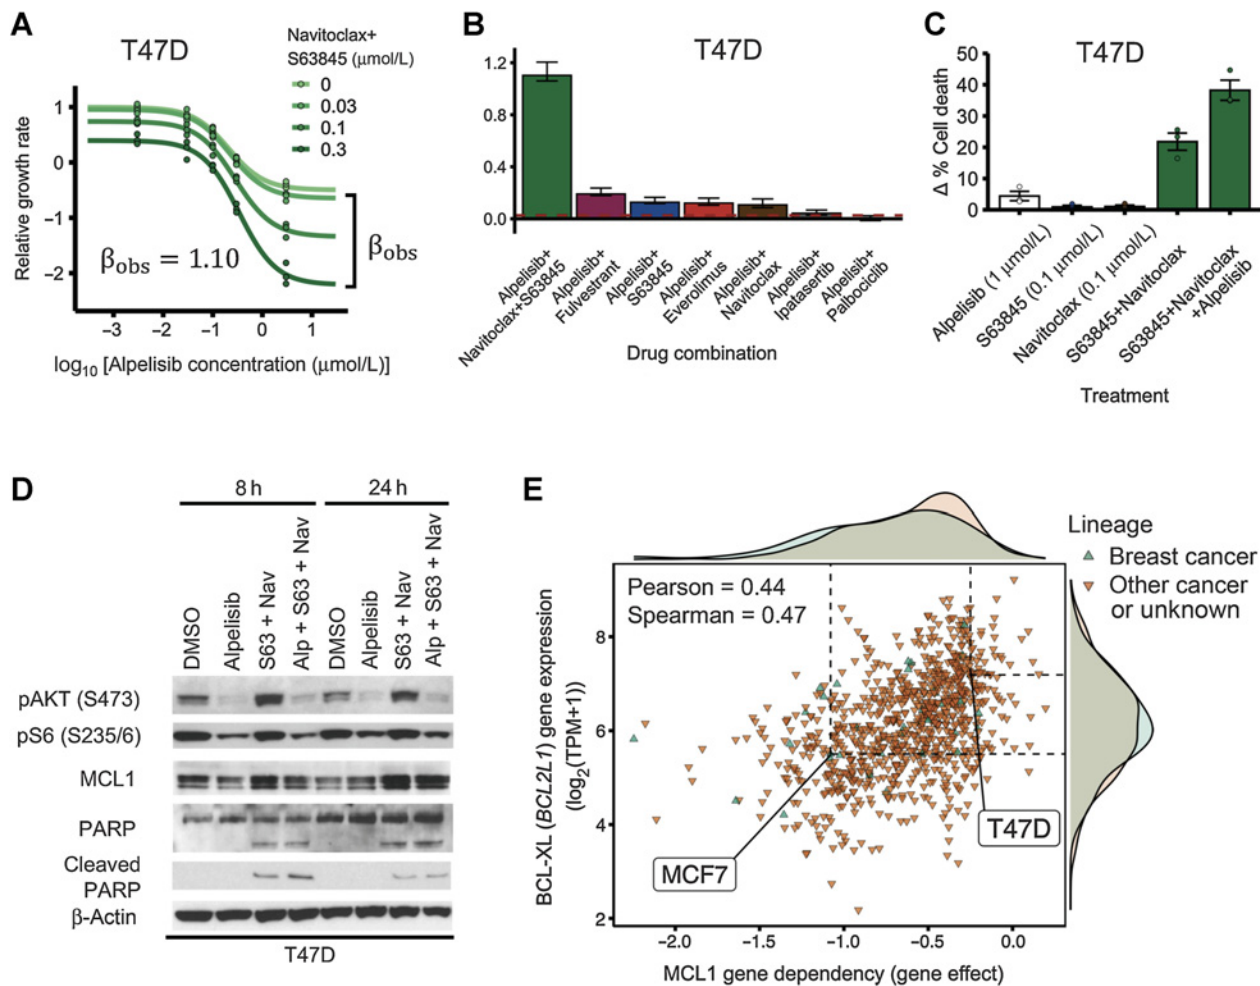 A
T47D
Navitoclax+
S63845 (μmol/L)
0
0.03
0.1
0.3
Relative growth rate
1
0
−1
−2
βobs = 1.10
βobs
−3 −2 −1 0 1
log10 [Alpelisib concentration (μmol/L)]
B
T47D
1.2
0.8
0.4
0.0
Alpelisib+
Navitoclax+S63845
Alpelisib+
Fulvestrant
Alpelisib+
S63845
Alpelisib+
Everolimus
Alpelisib+
Navitoclax
Alpelisib+
Ipatasertib
Alpelisib+
Palbociclib
Drug combination
C
T47D
Δ % Cell death
50
40
30
20
10
0
Alpelisib (1 μmol/L)
S63845 (0.1 μmol/L)
Navitoclax (0.1 μmol/L)
S63845+Navitoclax
S63845+Navitoclax
+Alpelisib
Treatment
D
8 h 24 h
DMSO
Alpelisib
S63 + Nav
Alp + S63 + Nav
DMSO
Alpelisib
S63 + Nav
Alp + S63 + Nav
pAKT (S473)
pS6 (S235/6)
MCL1
PARP
Cleaved
PARP
β-Actin
T47D
E
Lineage
Breast cancer
Other cancer
or unknown
Pearson = 0.44
Spearman = 0.47
BCL-XL (BCL2L1) gene expression
(log2(TPM+1))
8
6
4
2
MCF7
T47D
−2.0 −1.5 −1.0 −0.5 0.0
MCL1 gene dependency (gene effect)